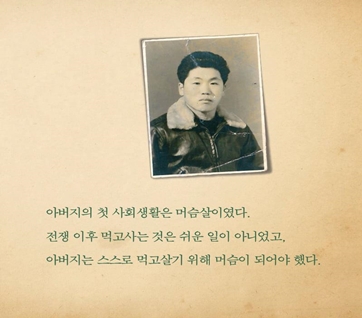 아버지의 첫 사회생활은 머슴살이였다.
전쟁 이후 먹고사는 것은 쉬운 일이 아니었고,
아버지는 스스로 먹고살기 위해 머슴이 되어야 했다.